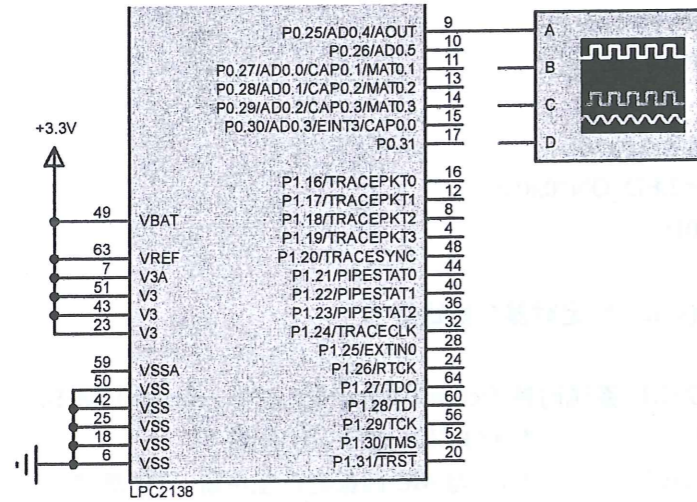 P0.25/AD0.4/AOUT 9
P0.26/AD0.5 10
P0.27/AD0.0/CAP0.1/MAT0.1 11
P0.28/AD0.1/CAP0.2/MAT0.2 13
P0.29/AD0.2/CAP0.3/MAT0.3 14
P0.30/AD0.3/EINT3/CAP0.0 15
P0.31 17
A
B
C
D
+3.3V
P1.16/TRACEPKT0 16
P1.17/TRACEPKT1 12
P1.18/TRACEPKT2 8
P1.19/TRACEPKT3 4
P1.20/TRACESYNC 48
P1.21/PIPESTAT0 44
P1.22/PIPESTAT1 40
P1.23/PIPESTAT2 36
P1.24/TRACECLK 32
P1.25/EXTIN0 28
P1.26/RTCK 24
P1.27/TDO 64
P1.28/TDI 60
P1.29/TCK 56
P1.30/TMS 52
P1.31/TRST 20
49 VBAT
63 VREF
7 V3A
51 V3
43 V3
23 V3
59 VSSA
50 VSS
42 VSS
25 VSS
18 VSS
6 VSS
LPC2138